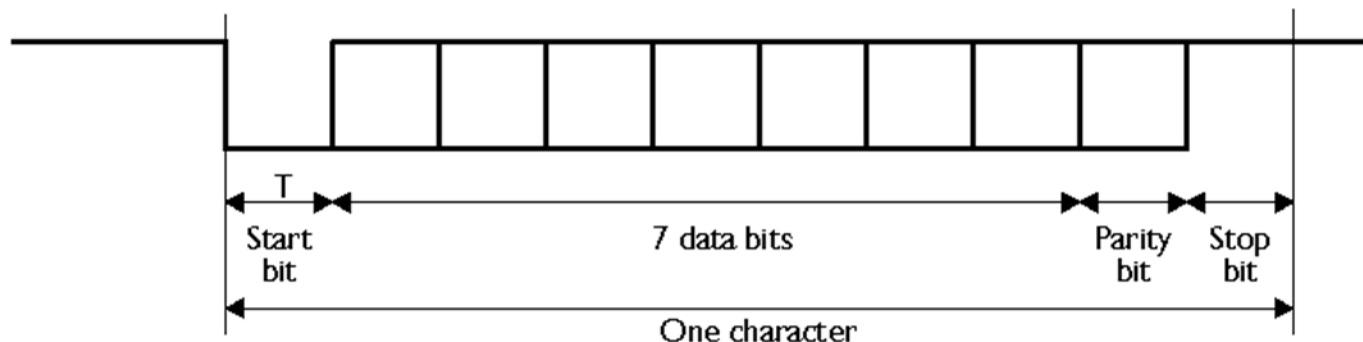 T
Start
bit
7 data bits
Parity
bit
Stop
bit
One character